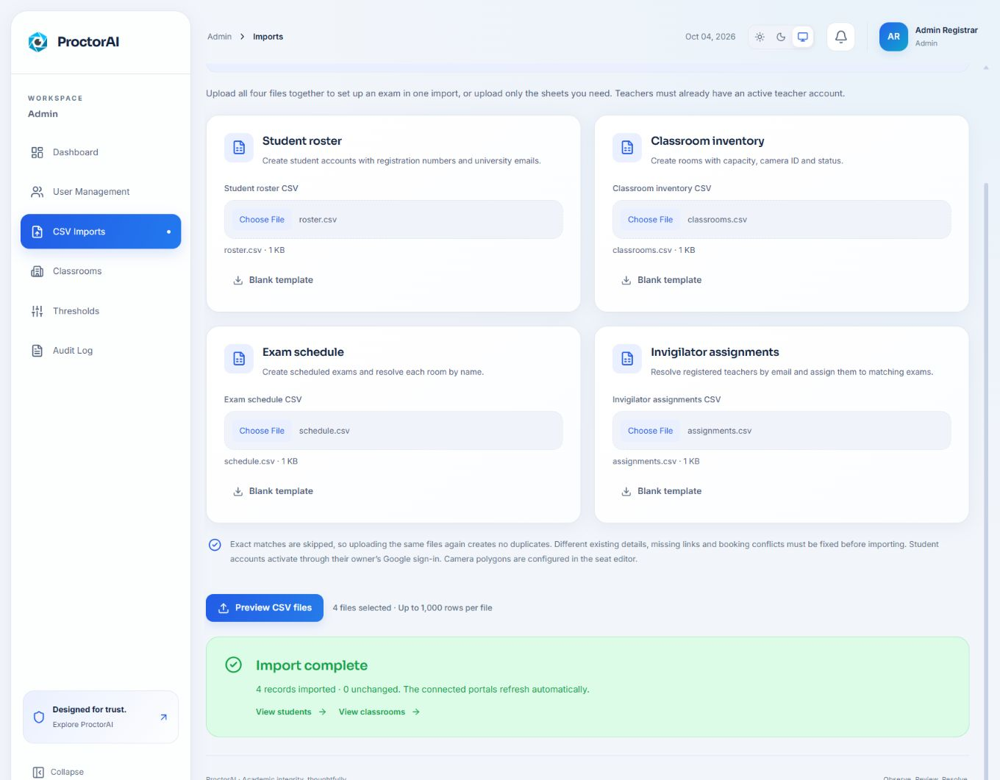 ProctorAI
Admin > Imports
Oct 04, 2026
AR
Admin Registrar
Admin
WORKSPACE
Admin
Dashboard
User Management
CSV Imports
Classrooms
Thresholds
Audit Log
Designed for trust.
Explore ProctorAI
Collapse
Upload all four files together to set up an exam in one import, or upload only the sheets you need. Teachers must already have an active teacher account.
Student roster
Create student accounts with registration numbers and university emails.
Student roster CSV
Choose File roster.csv
roster.csv · 1 KB
Blank template
Classroom inventory
Create rooms with capacity, camera ID and status.
Classroom inventory CSV
Choose File classrooms.csv
classrooms.csv · 1 KB
Blank template
Exam schedule
Create scheduled exams and resolve each room by name.
Exam schedule CSV
Choose File schedule.csv
schedule.csv · 1 KB
Blank template
Invigilator assignments
Resolve registered teachers by email and assign them to matching exams.
Invigilator assignments CSV
Choose File assignments.csv
assignments.csv · 1 KB
Blank template
Exact matches are skipped, so uploading the same files again creates no duplicates. Different existing details, missing links and booking conflicts must be fixed before importing. Student
accounts activate through their owner’s Google sign-in. Camera polygons are configured in the seat editor.
Preview CSV files
4 files selected · Up to 1,000 rows per file
Import complete
4 records imported · 0 unchanged. The connected portals refresh automatically.
View students → View classrooms →
ProctorAI · Academic integrity, thoughtfully.
Observe. Review. Resolve.